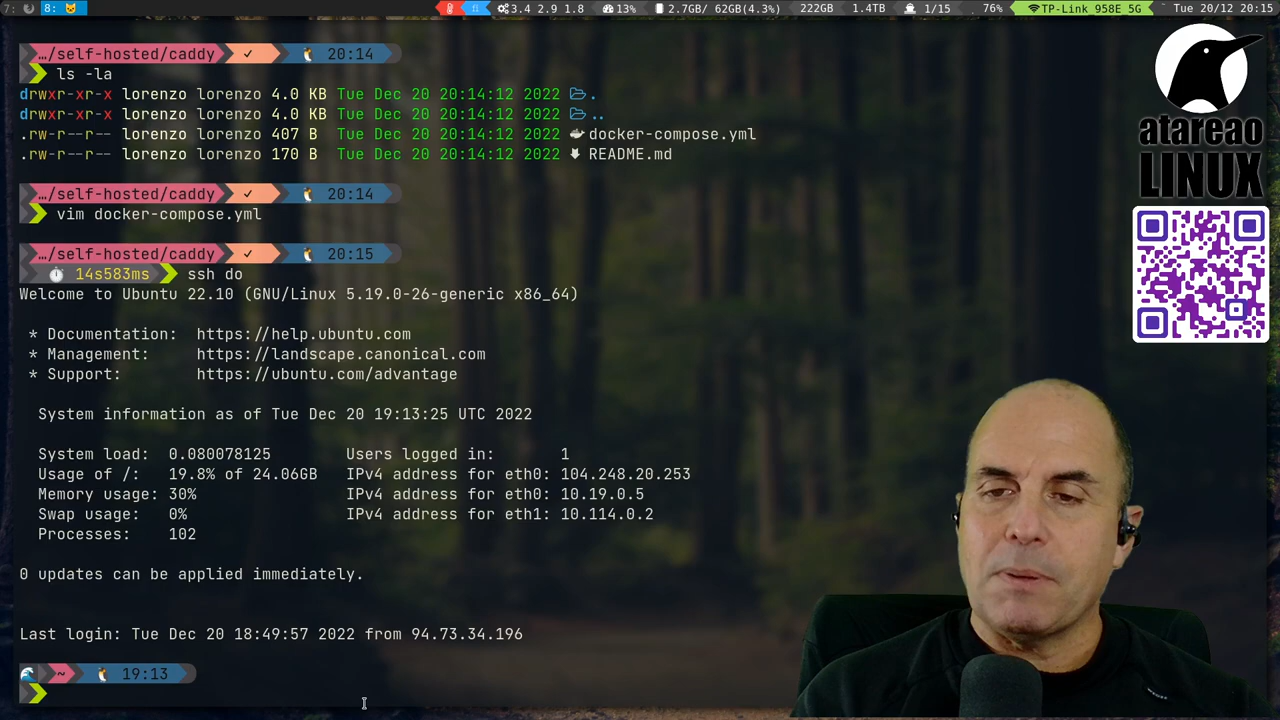 7: 8: 3.4 2.9 1.8 13% 2.7GB/ 62GB(4.3%) 222GB 1.4TB 1/15 76% TP-Link 958E 5G Tue 20/12 20:15
…/self-hosted/caddy ✓ 20:14
ls -la
drwxr-xr-x lorenzo lorenzo 4.0 KB Tue Dec 20 20:14:12 2022 .
drwxr-xr-x lorenzo lorenzo 4.0 KB Tue Dec 20 20:14:12 2022 ..
.rw-r--r-- lorenzo lorenzo 407 B Tue Dec 20 20:14:12 2022 docker-compose.yml
.rw-r--r-- lorenzo lorenzo 170 B Tue Dec 20 20:14:12 2022 README.md
…/self-hosted/caddy ✓ 20:14
vim docker-compose.yml
…/self-hosted/caddy ✓ 20:15
14s583ms ssh do
Welcome to Ubuntu 22.10 (GNU/Linux 5.19.0-26-generic x86_64)
* Documentation: https://help.ubuntu.com
* Management: https://landscape.canonical.com
* Support: https://ubuntu.com/advantage
System information as of Tue Dec 20 19:13:25 UTC 2022
System load: 0.080078125 Users logged in: 1
Usage of /: 19.8% of 24.06GB IPv4 address for eth0: 104.248.20.253
Memory usage: 30% IPv4 address for eth0: 10.19.0.5
Swap usage: 0% IPv4 address for eth1: 10.114.0.2
Processes: 102
0 updates can be applied immediately.
Last login: Tue Dec 20 18:49:57 2022 from 94.73.34.196
~ 19:13
atareao
LINUX